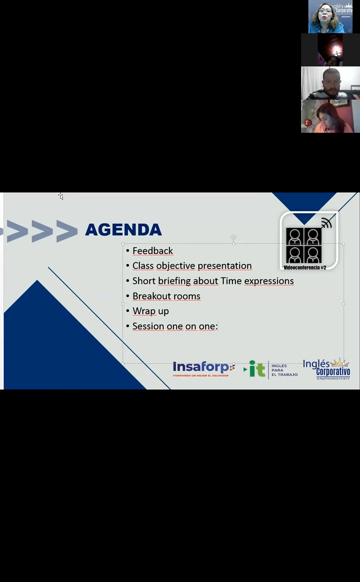 AGENDA
Videoconferencia #2
• Feedback
• Class objective presentation
• Short briefing about Time expressions
• Breakout rooms
• Wrap up
• Session one on one:
Insaforp
it
INGLÉS
PARA
EL TRABAJO
Inglés
Corporativo